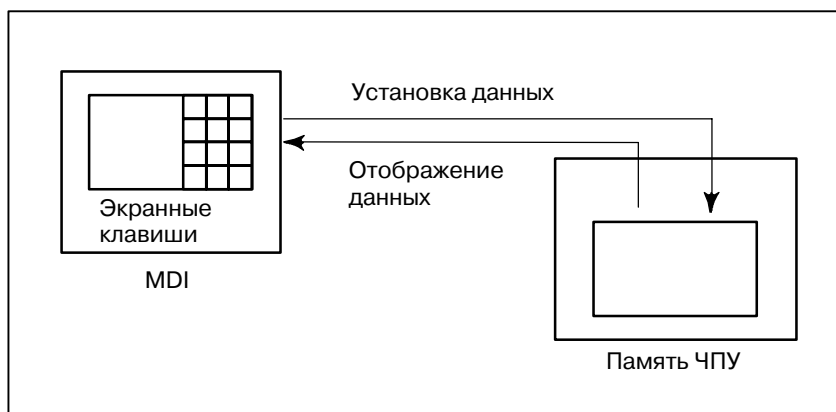 Установка данных
Отображение
данных
Экранные
клавиши
MDI
Память ЧПУ